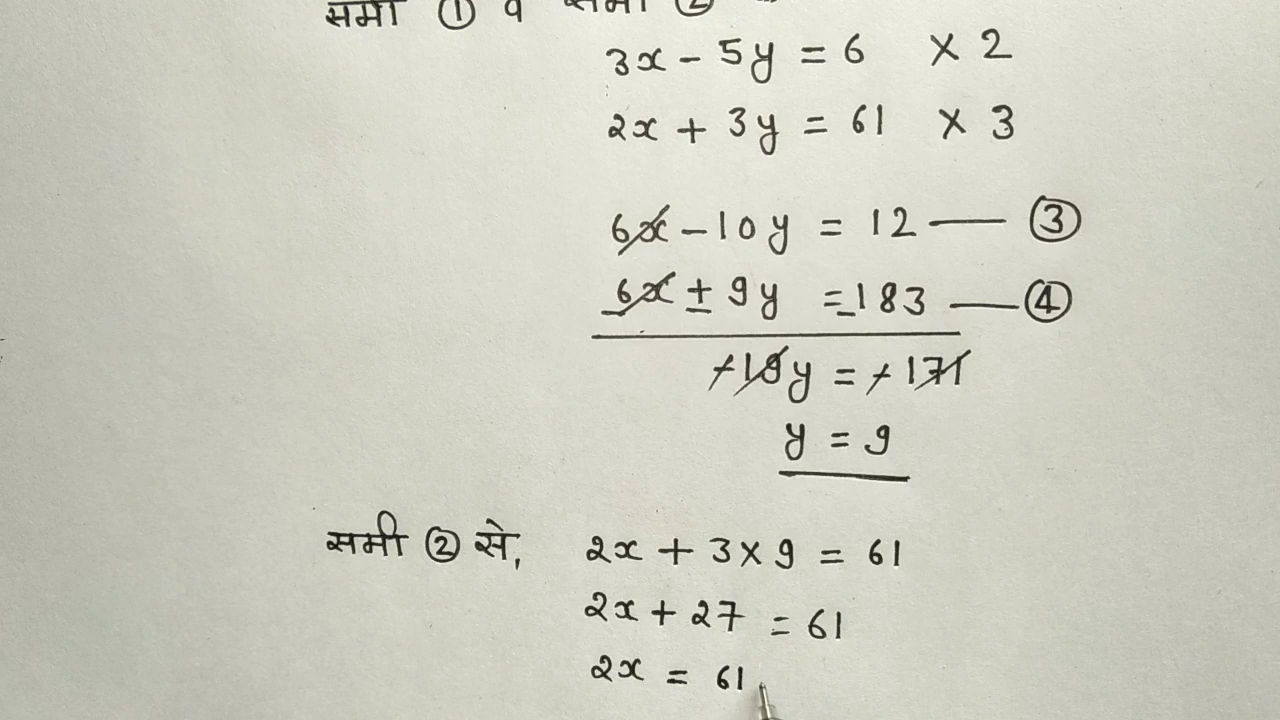 समी ① व समी ②
3x - 5y = 6 × 2
2x + 3y = 61 × 3
6x - 10y = 12 — ③
6x ± 9y = 183 — ④
-19y = -171
y = 9
समी ② से, 2x + 3 × 9 = 61
2x + 27 = 61
2x = 61